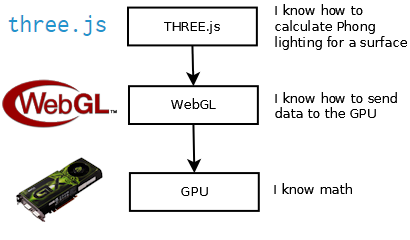 three.js
THREE.js
I know how to
calculate Phong
lighting for a surface
WebGL™
WebGL
I know how to send
data to the GPU
GPU
I know math